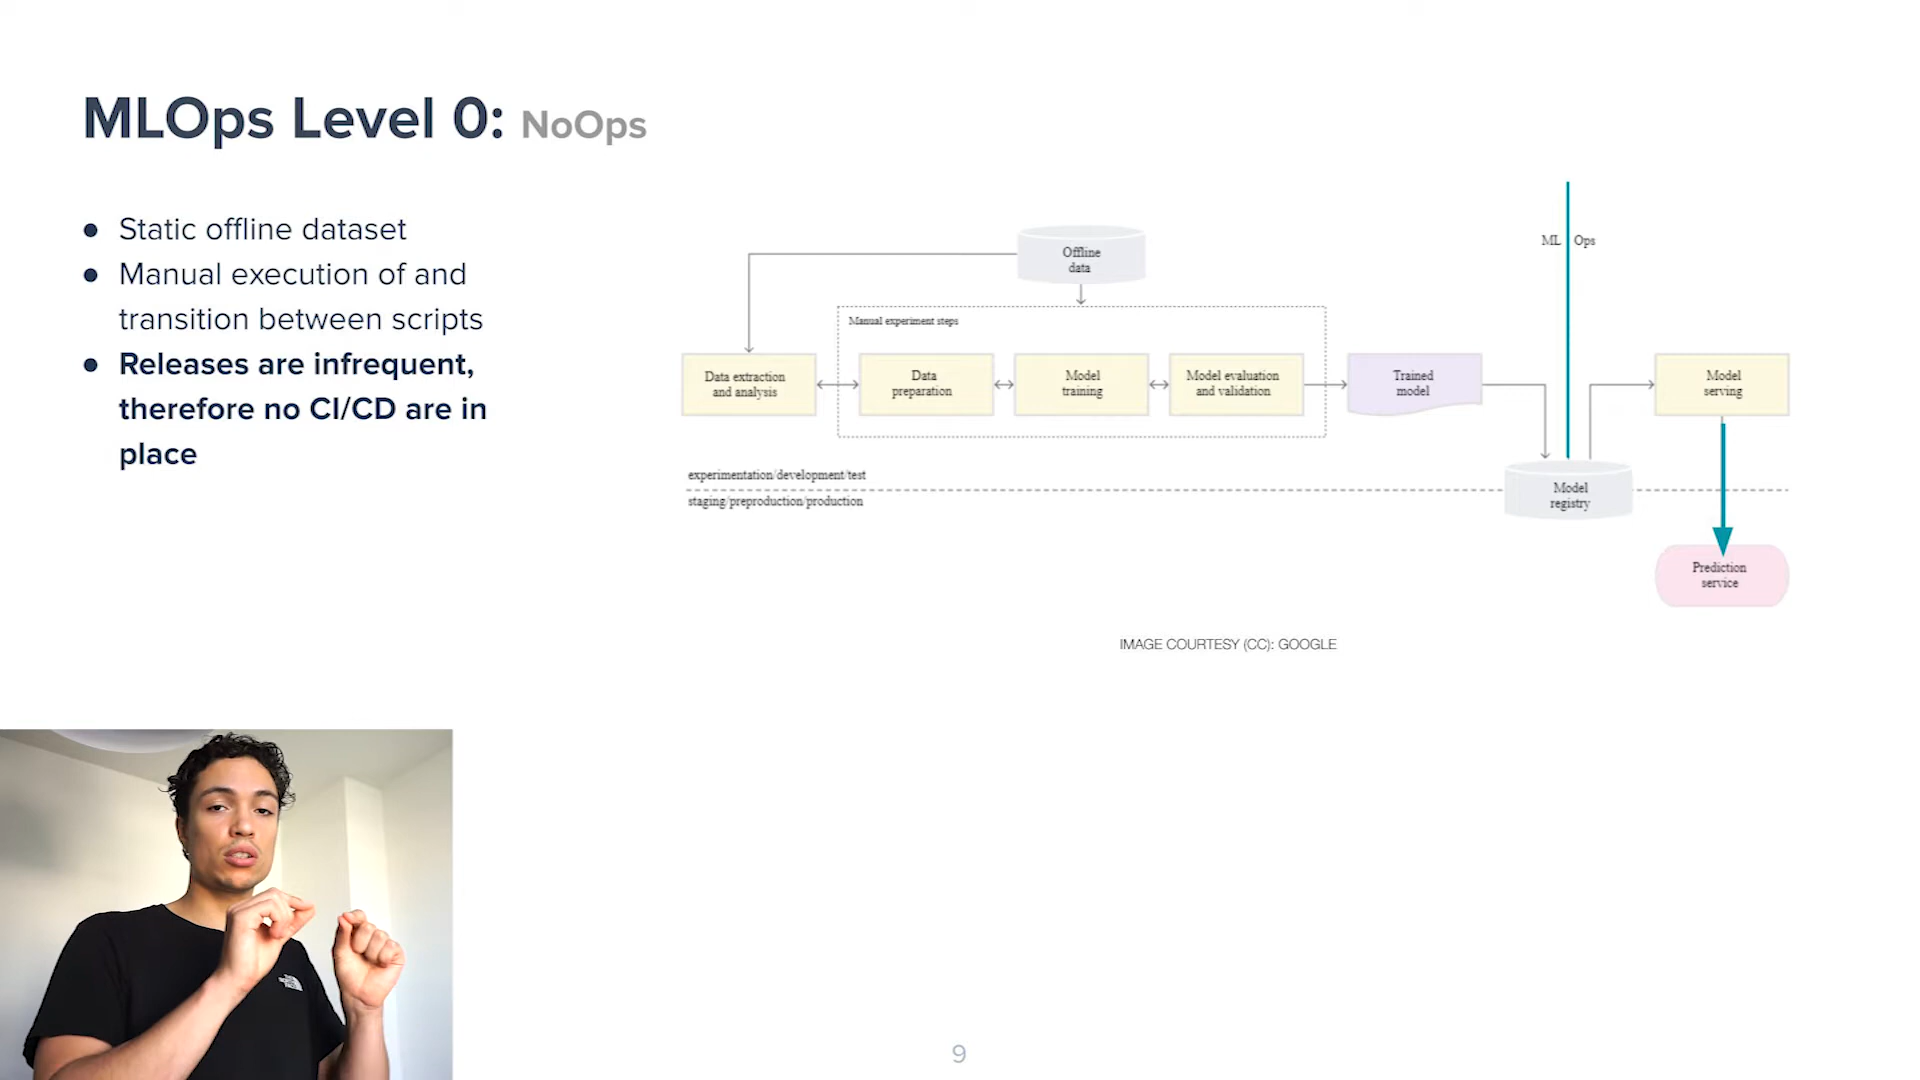 MLOps Level 0: NoOps
● Static offline dataset
● Manual execution of and
transition between scripts
● Releases are infrequent,
therefore no CI/CD are in
place
Offline
data
ML
Ops
Manual experiment steps
Data extraction
and analysis
Data
preparation
Model
training
Model evaluation
and validation
Trained
model
Model
serving
experimentation/development/test
staging/preproduction/production
Model
registry
Prediction
service
IMAGE COURTESY (CC): GOOGLE
9